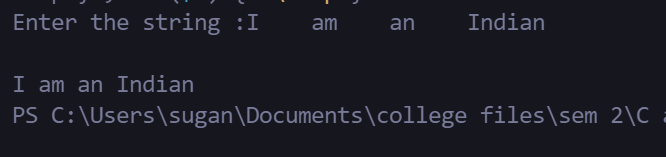 Enter the string :I    am    an    Indian
I am an Indian
PS C:\Users\sugan\Documents\college files\sem 2\C